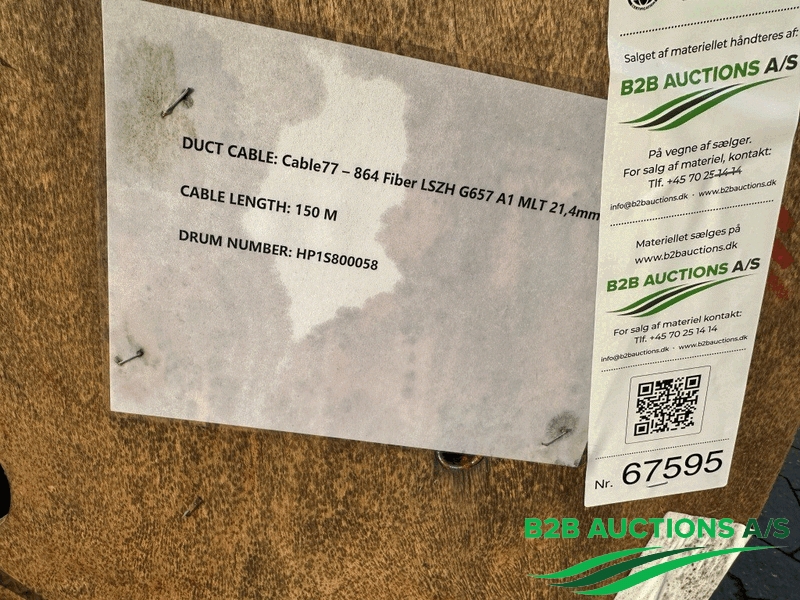 DUCT CABLE: Cable77 – 864 Fiber LSZH G657 A1 MLT 21,4mm
CABLE LENGTH: 150 M
DRUM NUMBER: HP1S800058
Salget af materiellet håndteres af:
B2B AUCTIONS A/S
På vegne af sælger.
For salg af materiel, kontakt:
Tlf. +45 70 25 14 14
info@b2bauctions.dk · www.b2bauctions.dk
Materiellet sælges på
www.b2bauctions.dk
B2B AUCTIONS A/S
For salg af materiel kontakt:
Tlf. +45 70 25 14 14
info@b2bauctions.dk · www.b2bauctions.dk
Nr. 67595
B2B AUCTIONS A/S